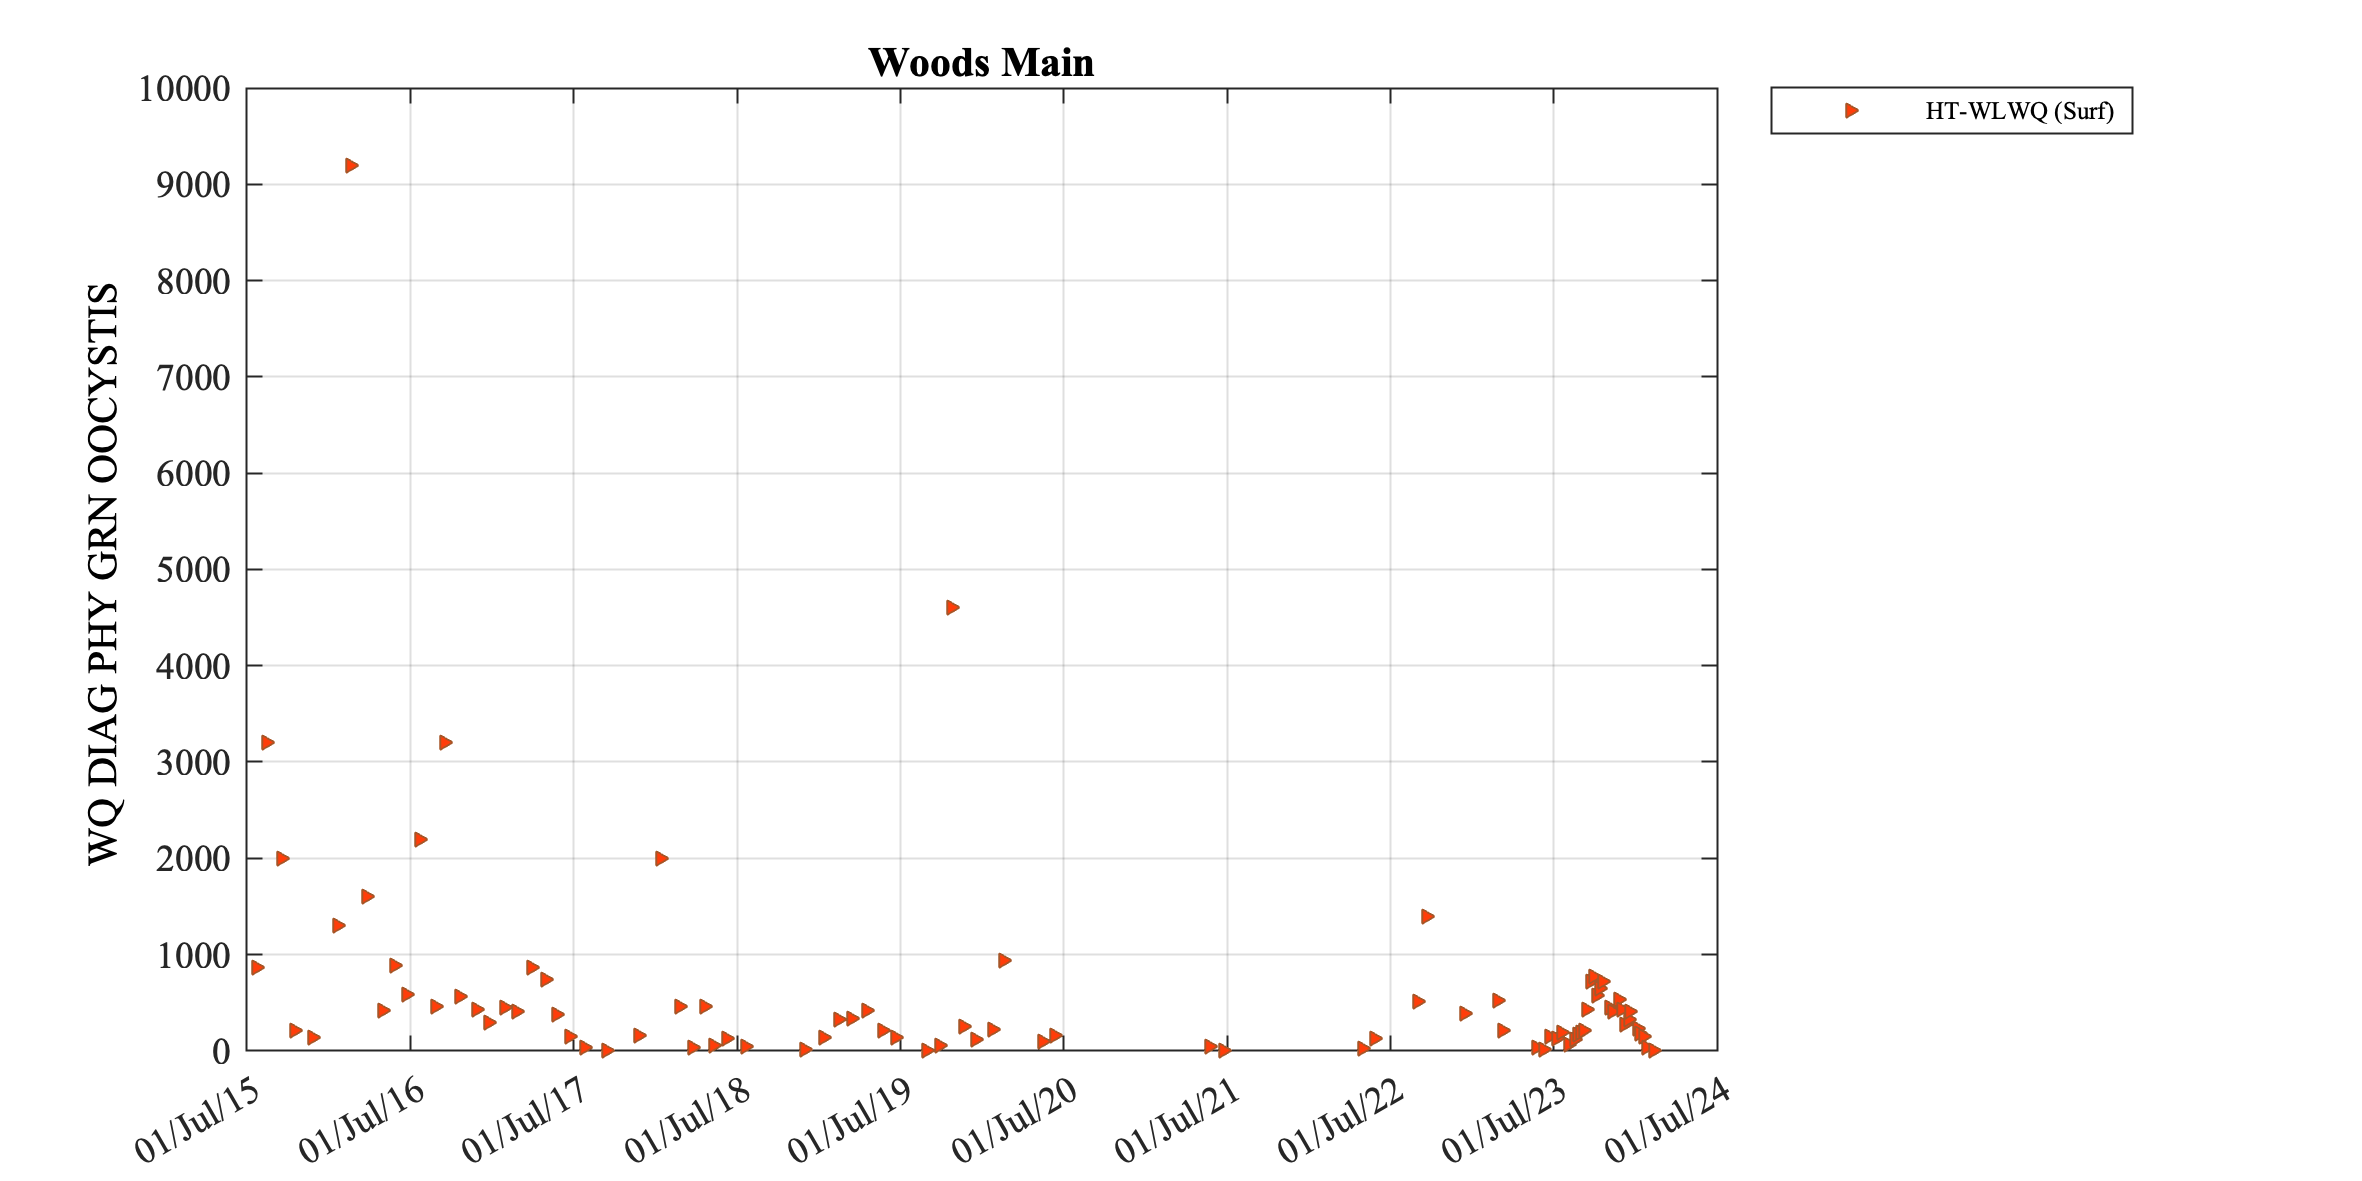 Woods Main
HT-WLWQ (Surf)
WQ DIAG PHY GRN OOCYSTIS
10000
9000
8000
7000
6000
5000
4000
3000
2000
1000
0
01/Jul/15
01/Jul/16
01/Jul/17
01/Jul/18
01/Jul/19
01/Jul/20
01/Jul/21
01/Jul/22
01/Jul/23
01/Jul/24